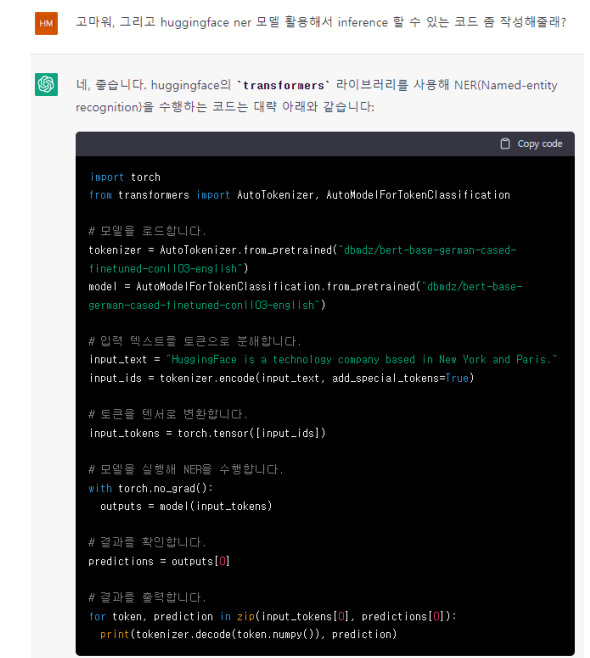 HM
고마워, 그리고 huggingface ner 모델 활용해서 inference 할 수 있는 코드 좀 작성해줄래?
네, 좋습니다. huggingface의 `transformers` 라이브러리를 사용해 NER(Named-entity
recognition)을 수행하는 코드는 대략 아래와 같습니다:
Copy code
import torch
from transformers import AutoTokenizer, AutoModelForTokenClassification
# 모델을 로드합니다.
tokenizer = AutoTokenizer.from_pretrained("dbmdz/bert-base-german-cased-
finetuned-conll03-english")
model = AutoModelForTokenClassification.from_pretrained("dbmdz/bert-base-
german-cased-finetuned-conll03-english")
# 입력 텍스트를 토큰으로 분해합니다.
input_text = "HuggingFace is a technology company based in New York and Paris."
input_ids = tokenizer.encode(input_text, add_special_tokens=True)
# 토큰을 텐서로 변환합니다.
input_tokens = torch.tensor([input_ids])
# 모델을 실행해 NER을 수행합니다.
with torch.no_grad():
  outputs = model(input_tokens)
# 결과를 확인합니다.
predictions = outputs[0]
# 결과를 출력합니다.
for token, prediction in zip(input_tokens[0], predictions[0]):
  print(tokenizer.decode(token.numpy()), prediction)